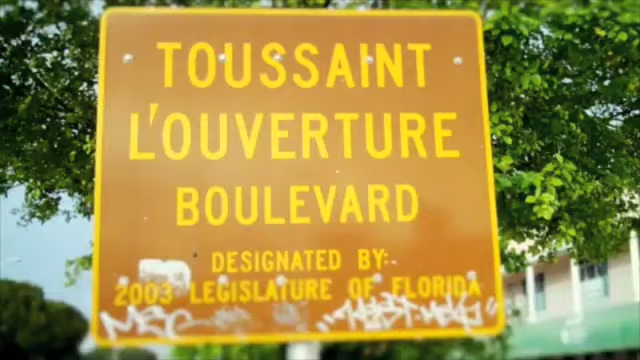 TOUSSAINT
L'OUVERTURE
BOULEVARD
DESIGNATED BY:
2003 LEGISLATURE OF FLORIDA